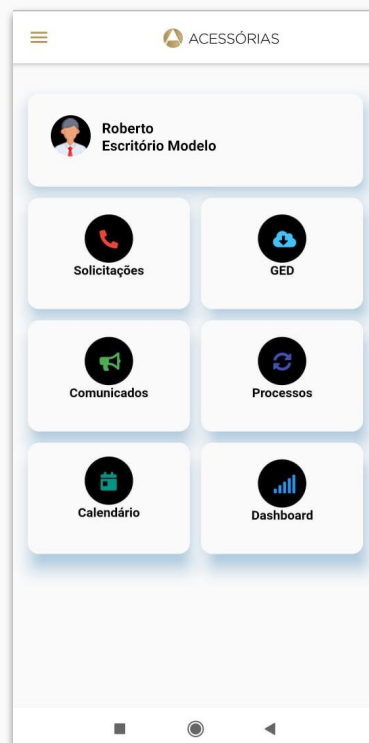 ACESSÓRIAS
Roberto
Escritório Modelo
Solicitações
GED
Comunicados
Processos
Calendário
Dashboard